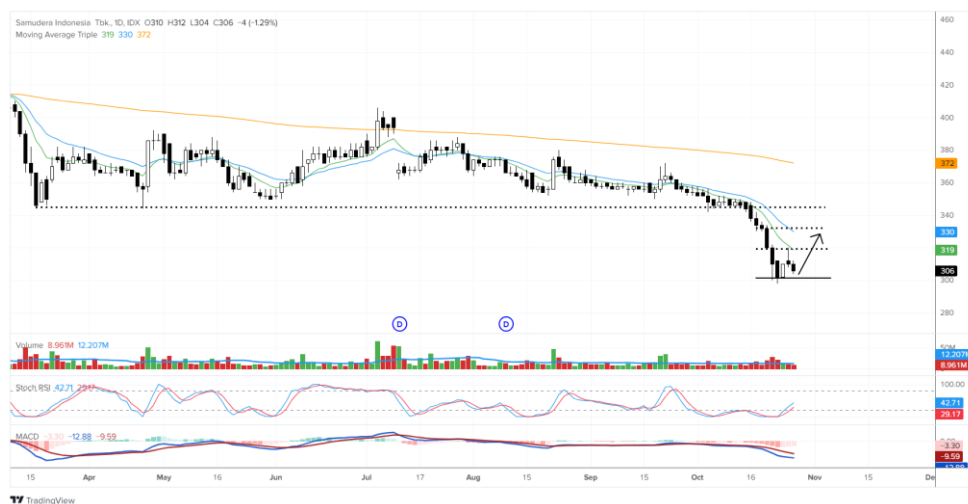 Samudera Indonesia Tbk., 1D, IDX O310 H312 L304 C306 -4 (-1.29%)
Moving Average Triple 319 330 372
460
440
420
400
380
372
360
340
330
319
306
280
D D
Volume 8.961M 12.207M
50M
12.207M
8.961M
Stoch RSI 42.71 29.17
100.00
42.71
29.17
MACD -3.30 -12.88 -9.59
0.00
-3.30
-9.59
-12.88
15 Apr May 16 Jun Jul 17 Aug 15 Sep Oct 16 Nov 15
TradingView